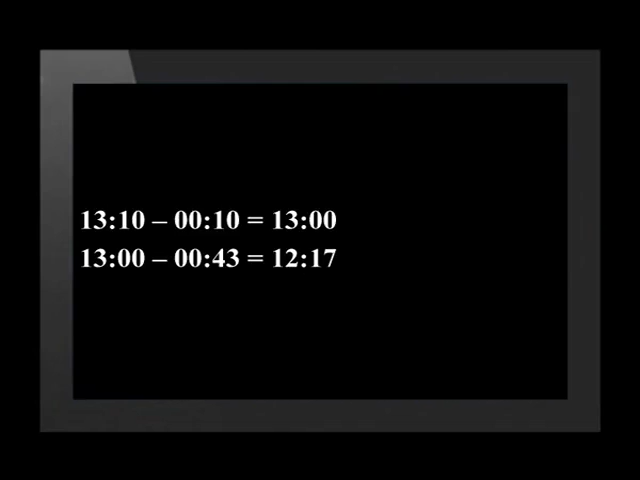 13:10 – 00:10 = 13:00
13:00 – 00:43 = 12:17